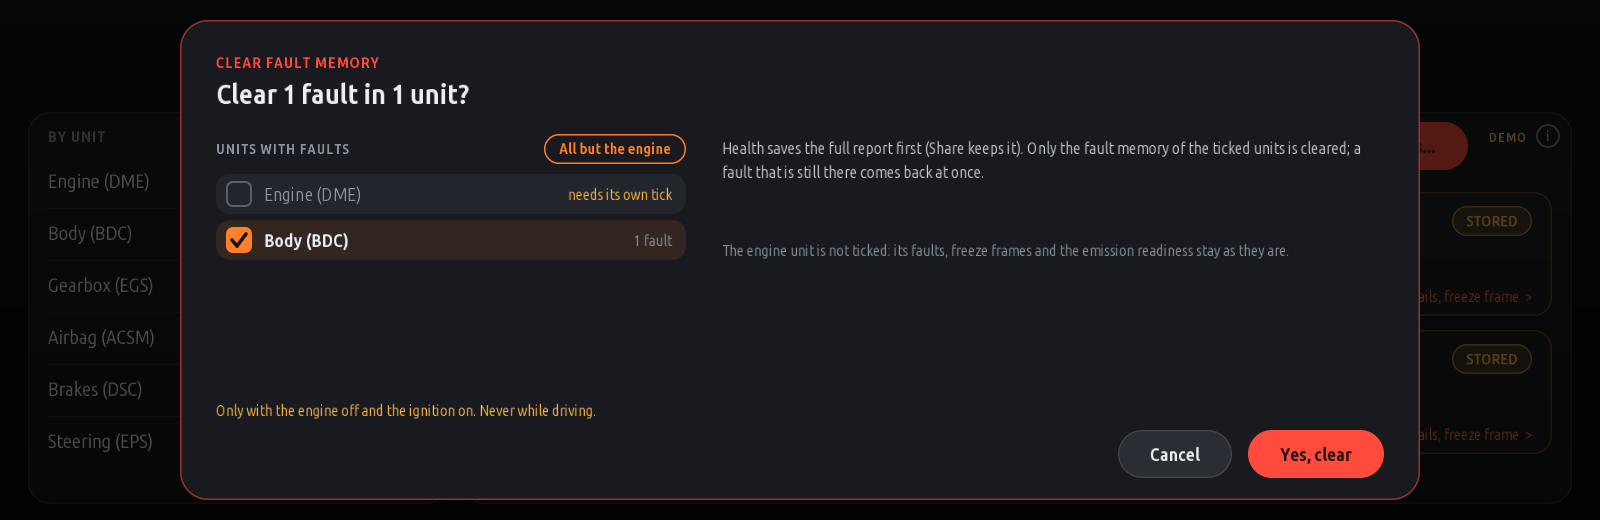 CLEAR FAULT MEMORY
Clear 1 fault in 1 unit?
UNITS WITH FAULTS
All but the engine
Engine (DME)
needs its own tick
Body (BDC)
1 fault
Health saves the full report first (Share keeps it). Only the fault memory of the ticked units is cleared; a
fault that is still there comes back at once.
The engine unit is not ticked: its faults, freeze frames and the emission readiness stay as they are.
Only with the engine off and the ignition on. Never while driving.
Cancel
Yes, clear
BY UNIT
Engine (DME)
Body (BDC)
Gearbox (EGS)
Airbag (ACSM)
Brakes (DSC)
Steering (EPS)
DEMO
i
STORED
freeze frame >
STORED
freeze frame >